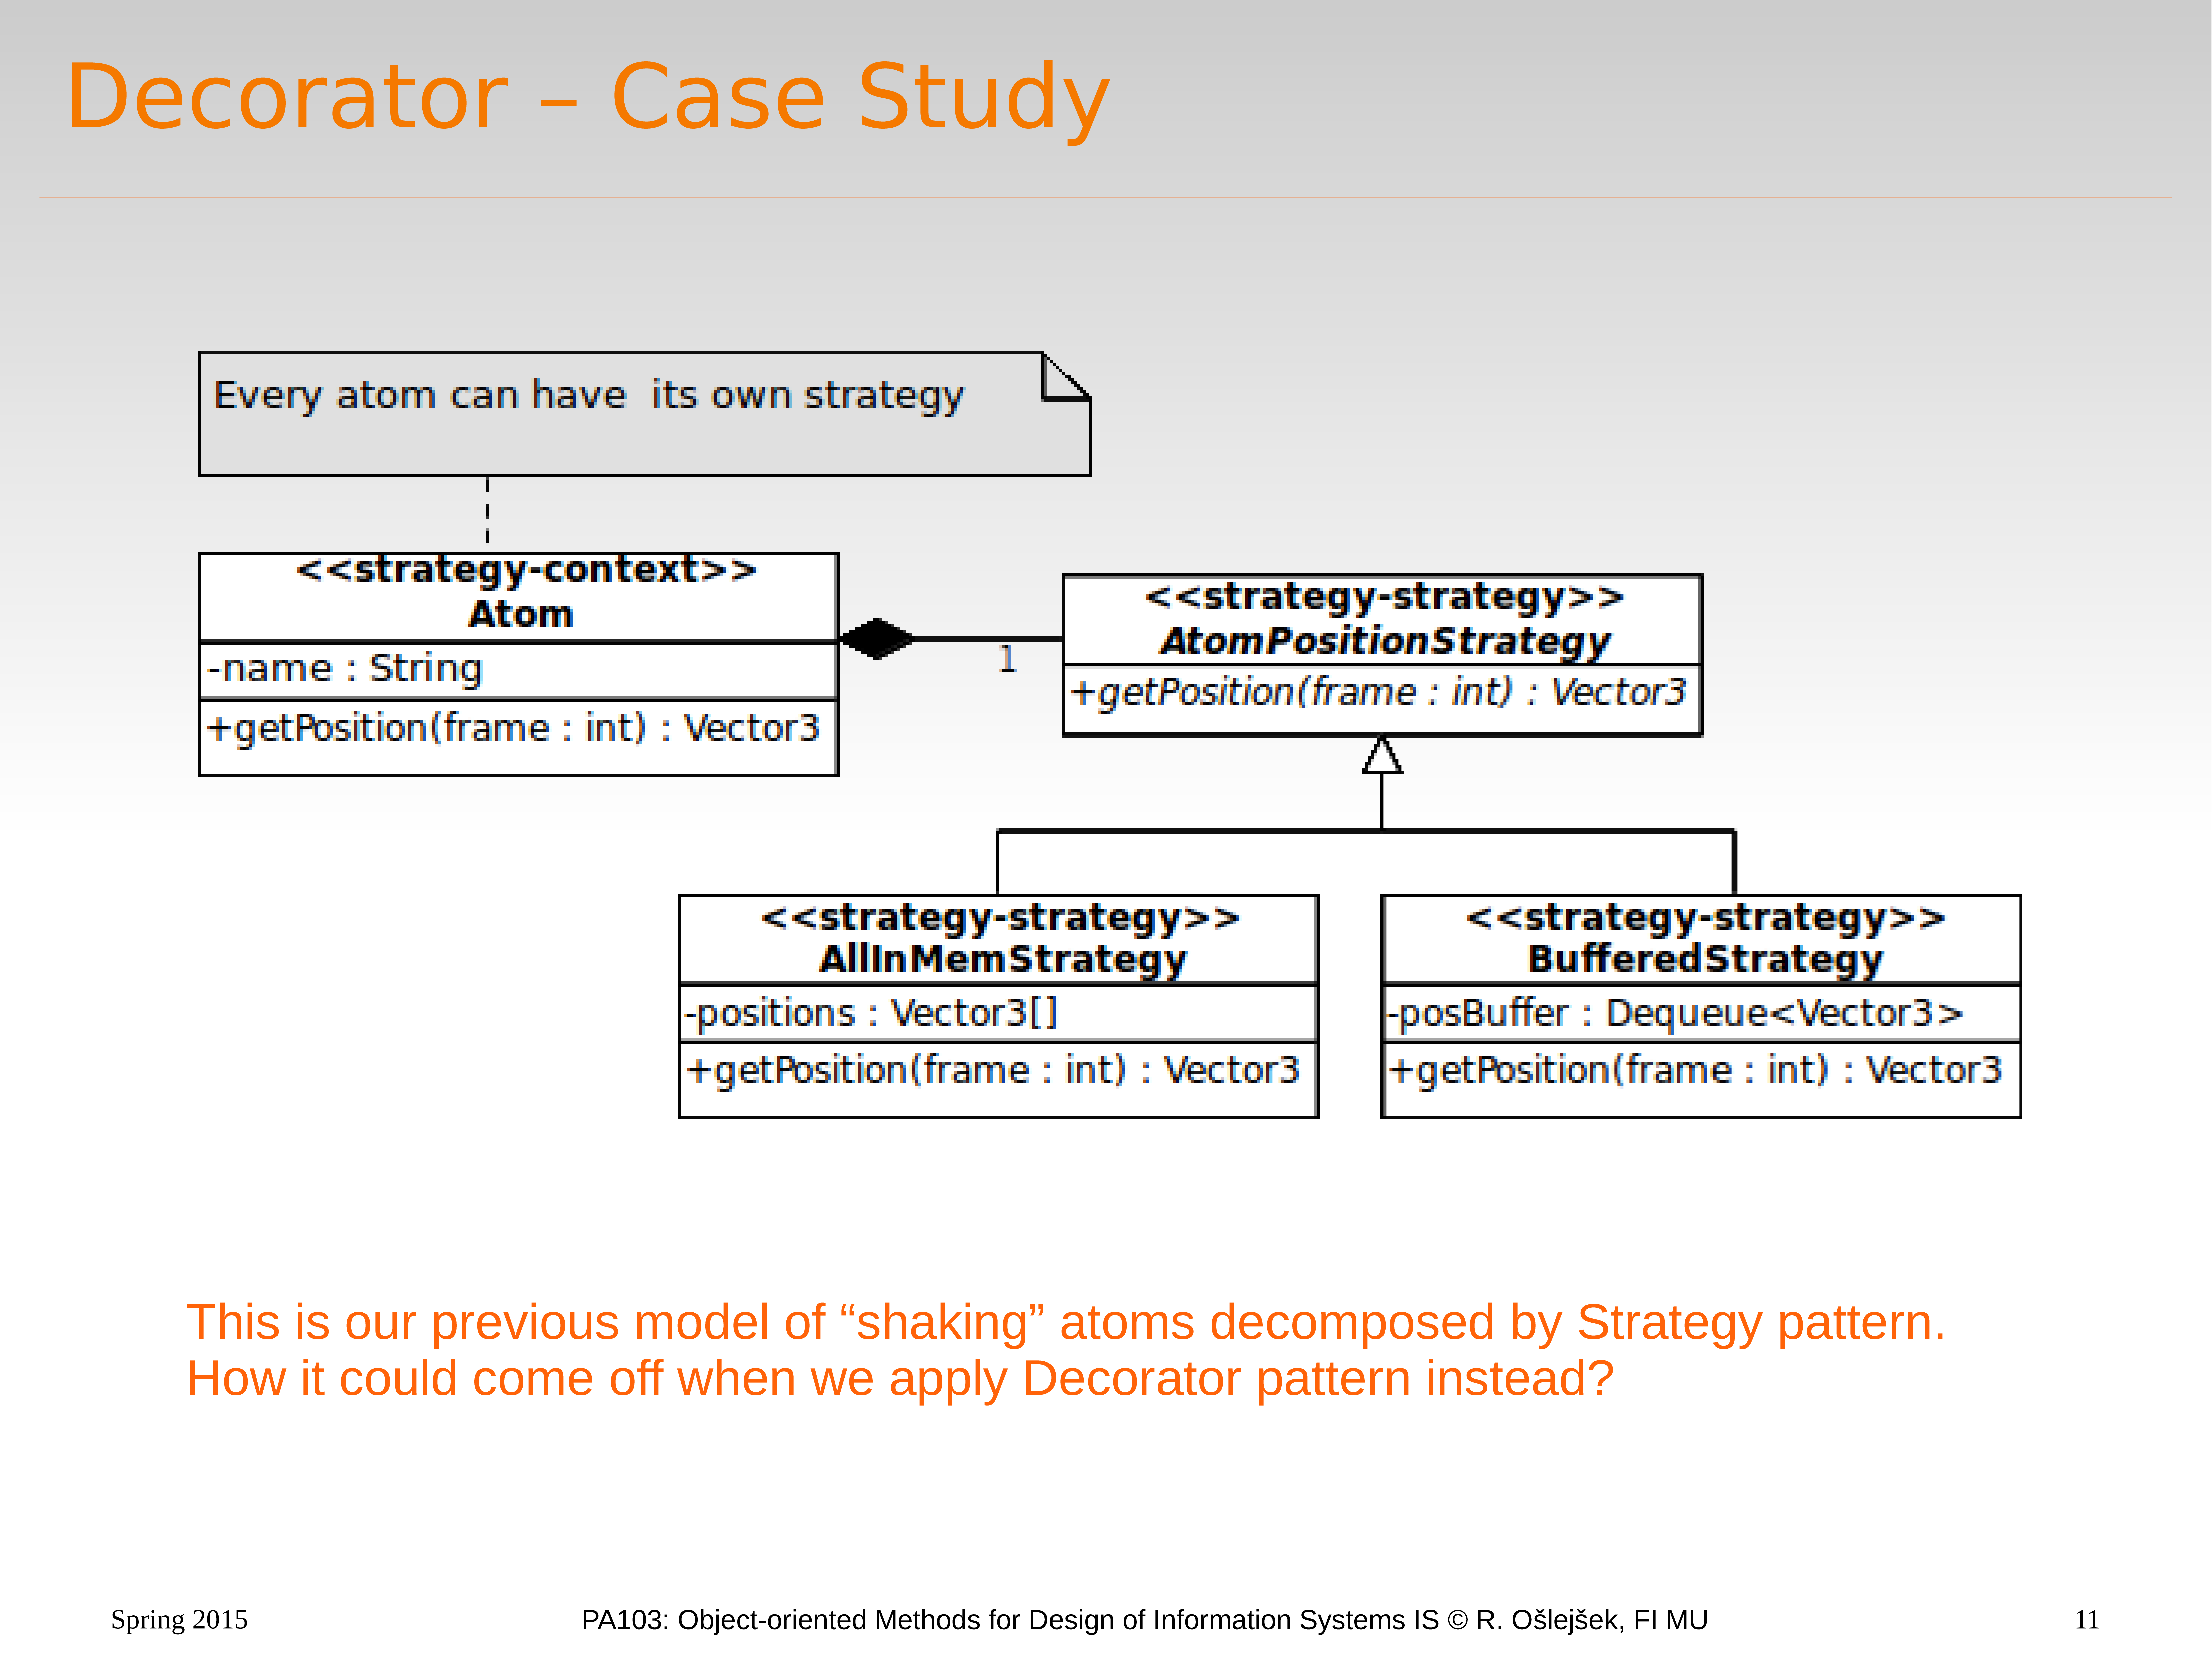 Decorator – Case Study
Every atom can have  its own strategy
<<strategy-context>>
Atom
-name : String
+getPosition(frame : int) : Vector3
1
<<strategy-strategy>>
AtomPositionStrategy
+getPosition(frame : int) : Vector3
<<strategy-strategy>>
AllInMemStrategy
-positions : Vector3[]
+getPosition(frame : int) : Vector3
<<strategy-strategy>>
BufferedStrategy
-posBuffer : Dequeue<Vector3>
+getPosition(frame : int) : Vector3
This is our previous model of “shaking” atoms decomposed by Strategy pattern.
How it could come off when we apply Decorator pattern instead?
Spring 2015
PA103: Object-oriented Methods for Design of Information Systems IS © R. Ošlejšek, FI MU
11